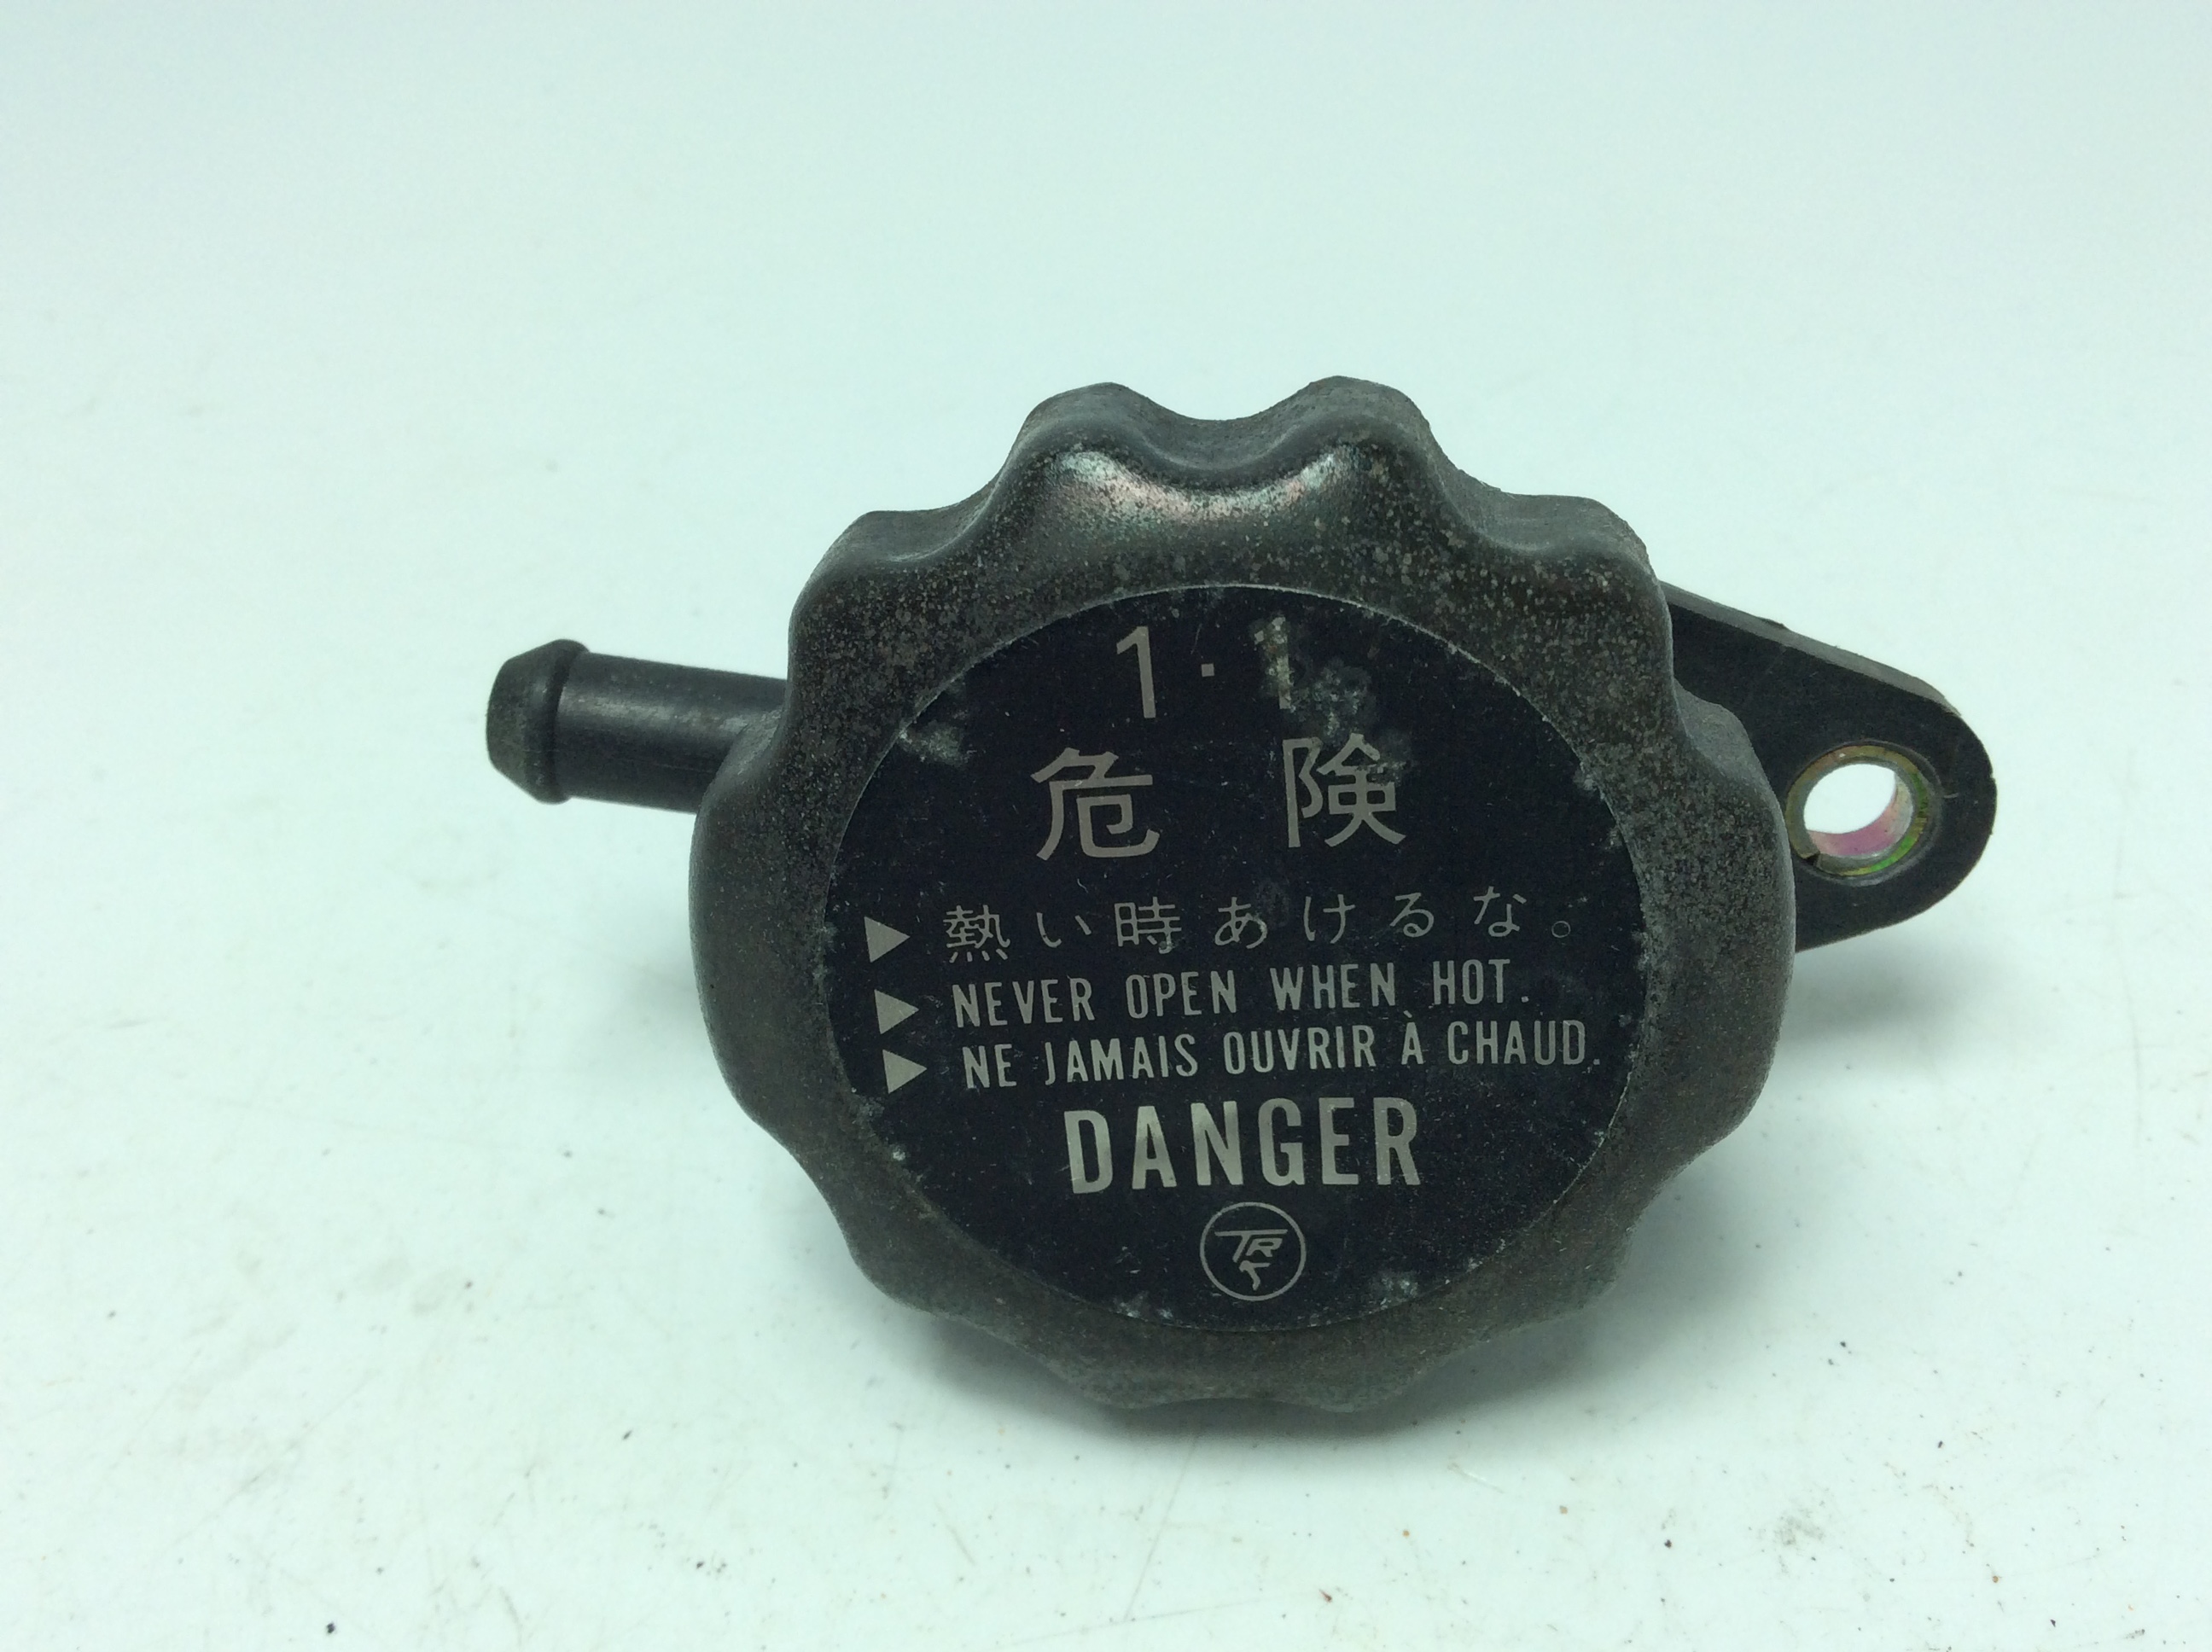 1・1
危険
▶ 熱い時あけるな。
▶ NEVER OPEN WHEN HOT.
▶ NE JAMAIS OUVRIR À CHAUD.
DANGER
TR